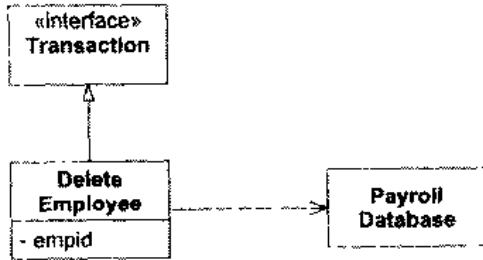 «interface»
Transaction
Delete
Employee
- empid
Payroll
Database